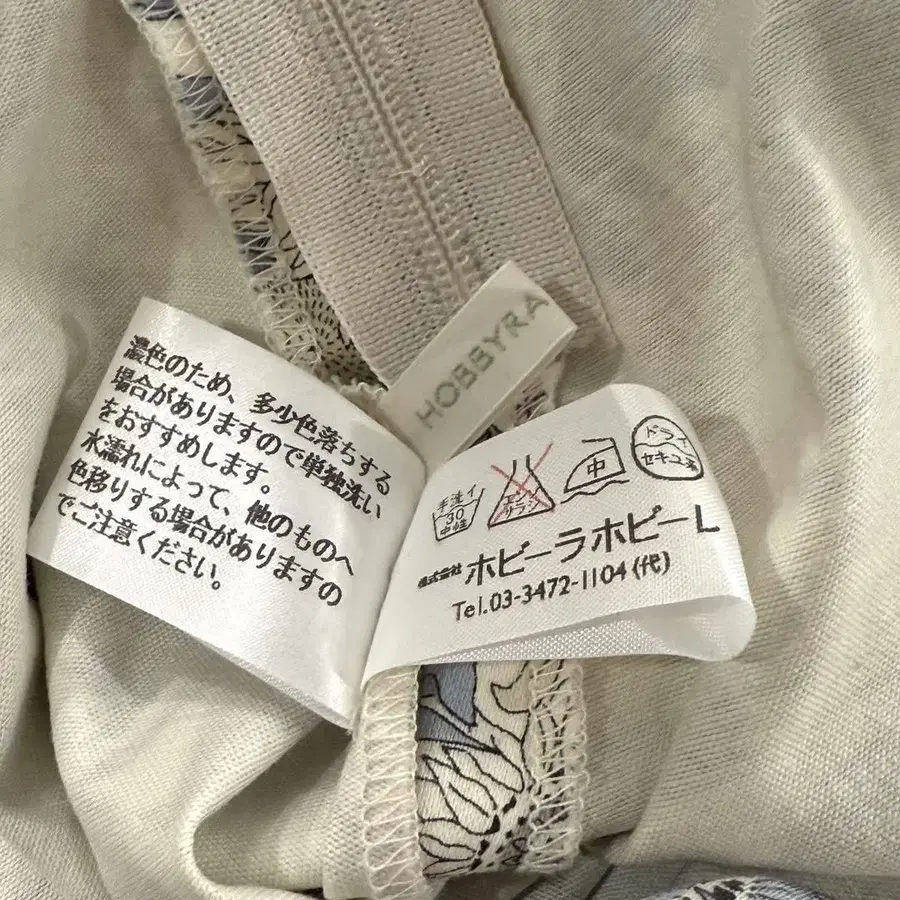 濃色のため、多少色落ちする
場合がありますので単独洗い
をおすすめします。
水濡れによって、他のものへ
色移りする場合がありますの
でご注意ください。
HOBBYRA
手洗イ
30
中性
エンソ
サラシ
中
ドライ
セキユ系
株式会社 ホビーラホビーL
Tel.03-3472-1104(代)